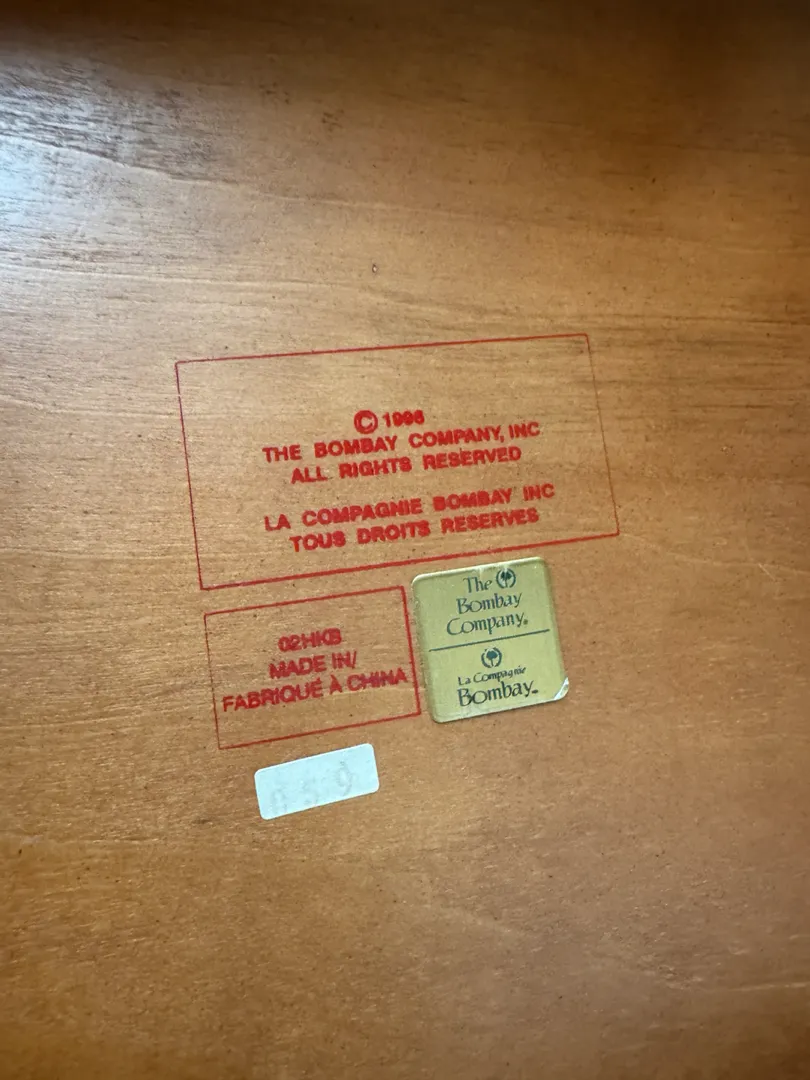 © 1996
THE BOMBAY COMPANY, INC
ALL RIGHTS RESERVED
LA COMPAGNIE BOMBAY INC
TOUS DROITS RESERVES
02HKB
MADE IN/
FABRIQUÉ À CHINA
The
Bombay
Company®
La Compagnie
Bombay